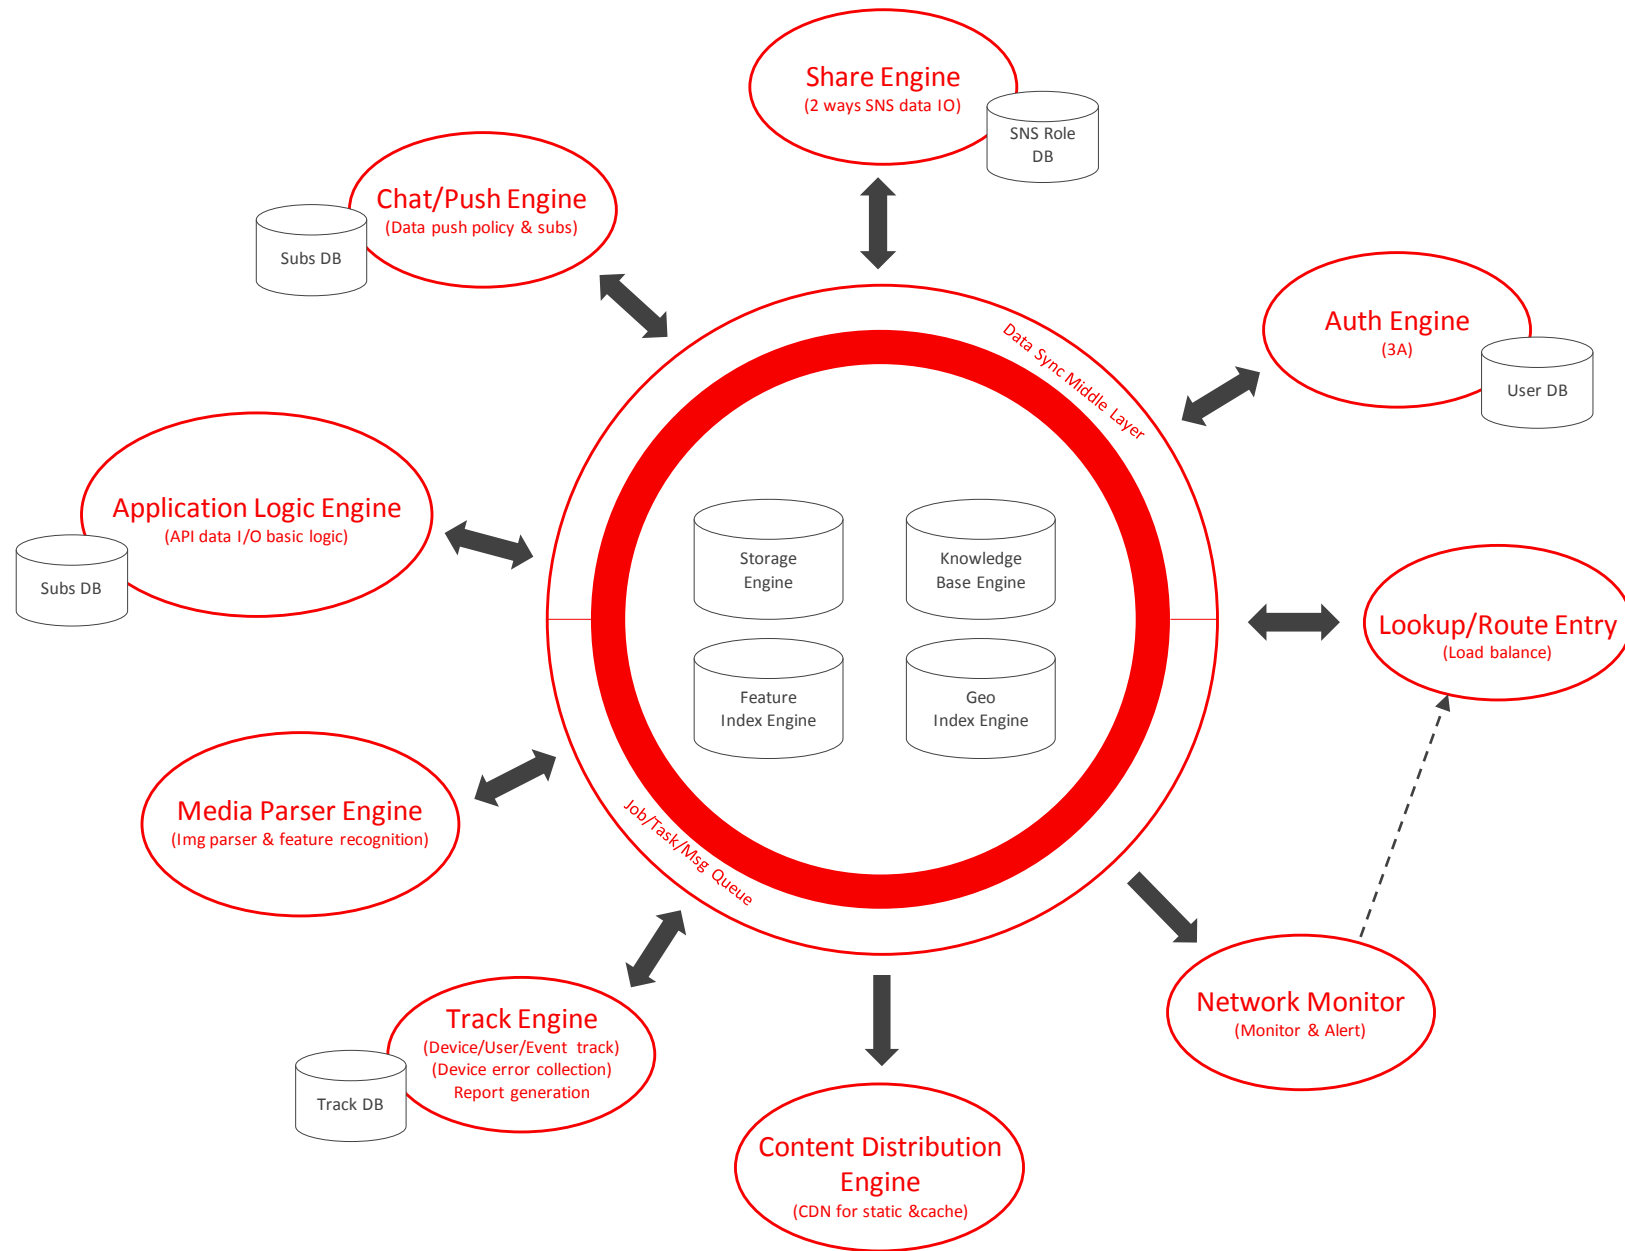 Share Engine
(2 ways SNS data IO)
SNS Role
DB
Chat/Push Engine
(Data push policy & subs)
Subs DB
Auth Engine
(3A)
User DB
Data Sync Middle Layer
Application Logic Engine
(API data I/O basic logic)
Subs DB
Storage
Engine
Knowledge
Base Engine
Lookup/Route Entry
(Load balance)
Feature
Index Engine
Geo
Index Engine
Media Parser Engine
(Img parser & feature recognition)
Job/Task/Msg Queue
Network Monitor
(Monitor & Alert)
Track Engine
(Device/User/Event track)
(Device error collection)
Report generation
Track DB
Content Distribution
Engine
(CDN for static &cache)